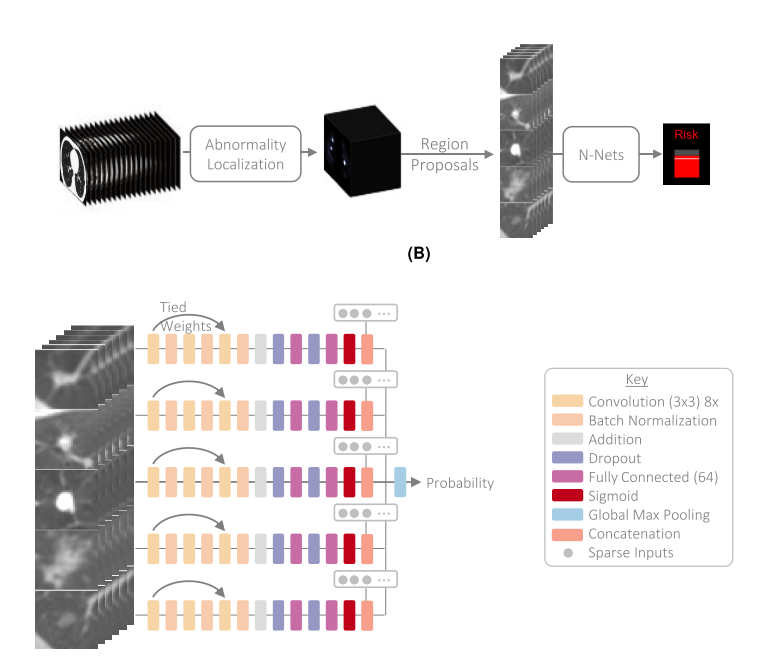 Abnormality
Localization
Region
Proposals
N-Nets
Risk
(B)
Tied
Weights
...
...
...
...
...
Probability
Key
Convolution (3x3) 8x
Batch Normalization
Addition
Dropout
Fully Connected (64)
Sigmoid
Global Max Pooling
Concatenation
Sparse Inputs